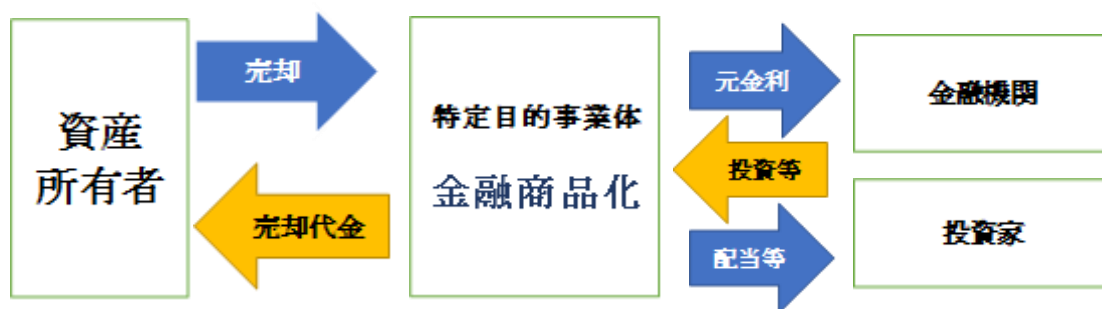 資産
所有者
売却
売却代金
特定目的事業体
金融商品化
元金利
投資等
配当等
金融機関
投資家